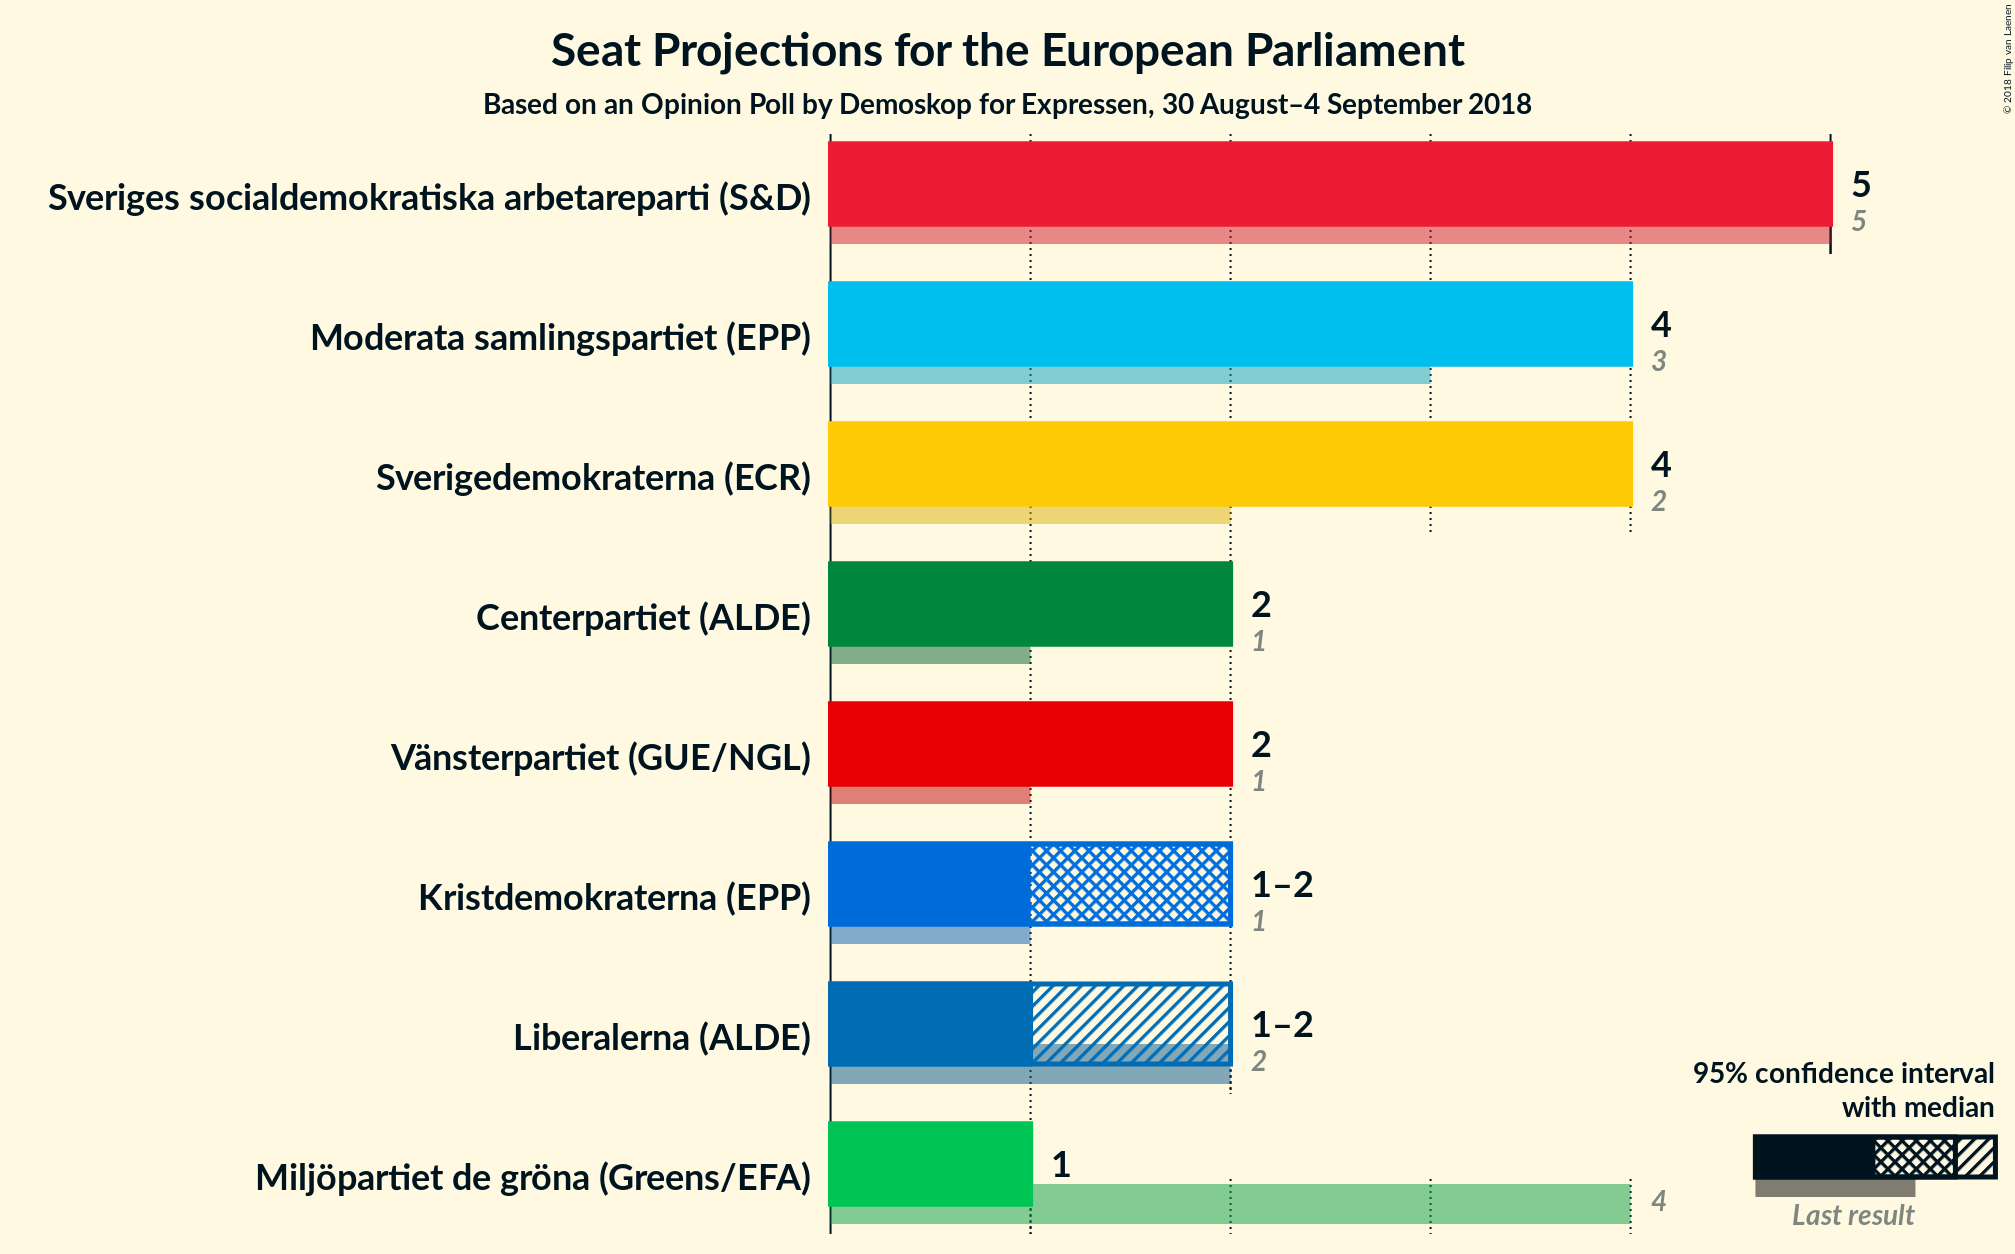 Seat Projections for the European Parliament
Based on an Opinion Poll by Demoskop for Expressen, 30 August–4 September 2018
© 2018 Filip van Laenen
Sveriges socialdemokratiska arbetareparti (S&D)
5
5
Moderata samlingspartiet (EPP)
4
3
Sverigedemokraterna (ECR)
4
2
Centerpartiet (ALDE)
2
1
Vänsterpartiet (GUE/NGL)
2
1
Kristdemokraterna (EPP)
1–2
1
Liberalerna (ALDE)
1–2
2
Miljöpartiet de gröna (Greens/EFA)
1
4
95% confidence interval
with median
Last result